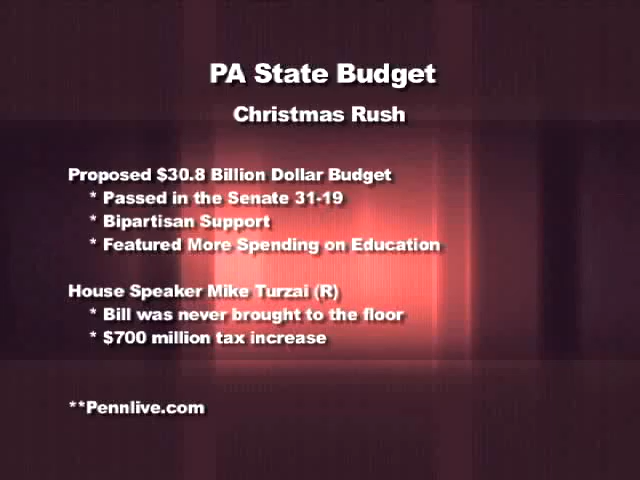 PA State Budget
Christmas Rush
Proposed $30.8 Billion Dollar Budget
* Passed in the Senate 31-19
* Bipartisan Support
* Featured More Spending on Education
House Speaker Mike Turzai (R)
* Bill was never brought to the floor
* $700 million tax increase
**Pennlive.com